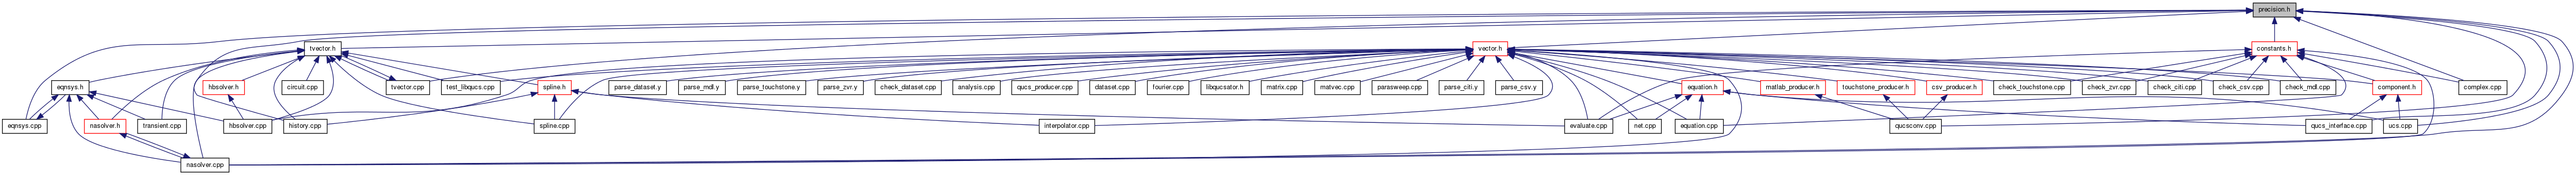 precision.h
tvector.h
vector.h
constants.h
eqnsys.h
hbsolver.h
circuit.cpp
tvector.cpp
test_libqucs.cpp
spline.h
parse_dataset.y
parse_mdl.y
parse_touchstone.y
parse_zvr.y
check_dataset.cpp
analysis.cpp
qucs_producer.cpp
dataset.cpp
fourier.cpp
libqucsator.h
matrix.cpp
matvec.cpp
parasweep.cpp
parse_citi.y
parse_csv.y
equation.h
matlab_producer.h
touchstone_producer.h
csv_producer.h
check_touchstone.cpp
check_zvr.cpp
check_citi.cpp
check_csv.cpp
check_mdl.cpp
component.h
complex.cpp
eqnsys.cpp
nasolver.h
transient.cpp
hbsolver.cpp
history.cpp
spline.cpp
interpolator.cpp
evaluate.cpp
net.cpp
equation.cpp
qucsconv.cpp
qucs_interface.cpp
ucs.cpp
nasolver.cpp